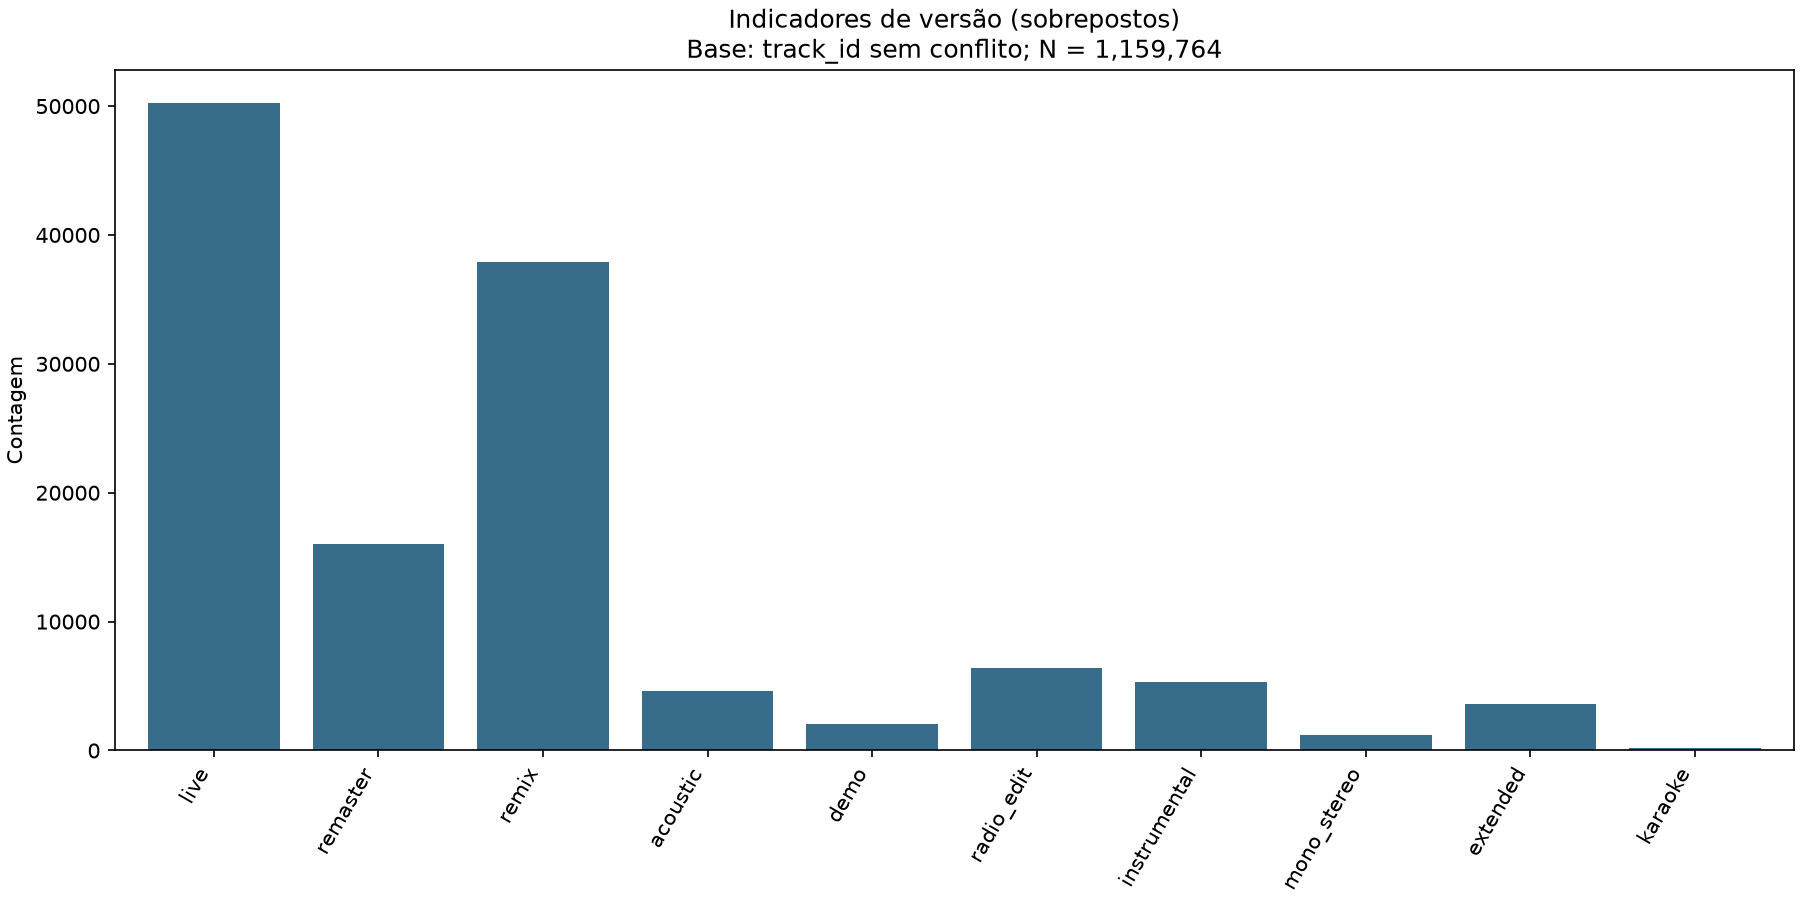 Indicadores de versão (sobrepostos)
Base: track_id sem conflito; N = 1,159,764
Contagem
50000
40000
30000
20000
10000
0
live
remaster
remix
acoustic
demo
radio_edit
instrumental
mono_stereo
extended
karaoke